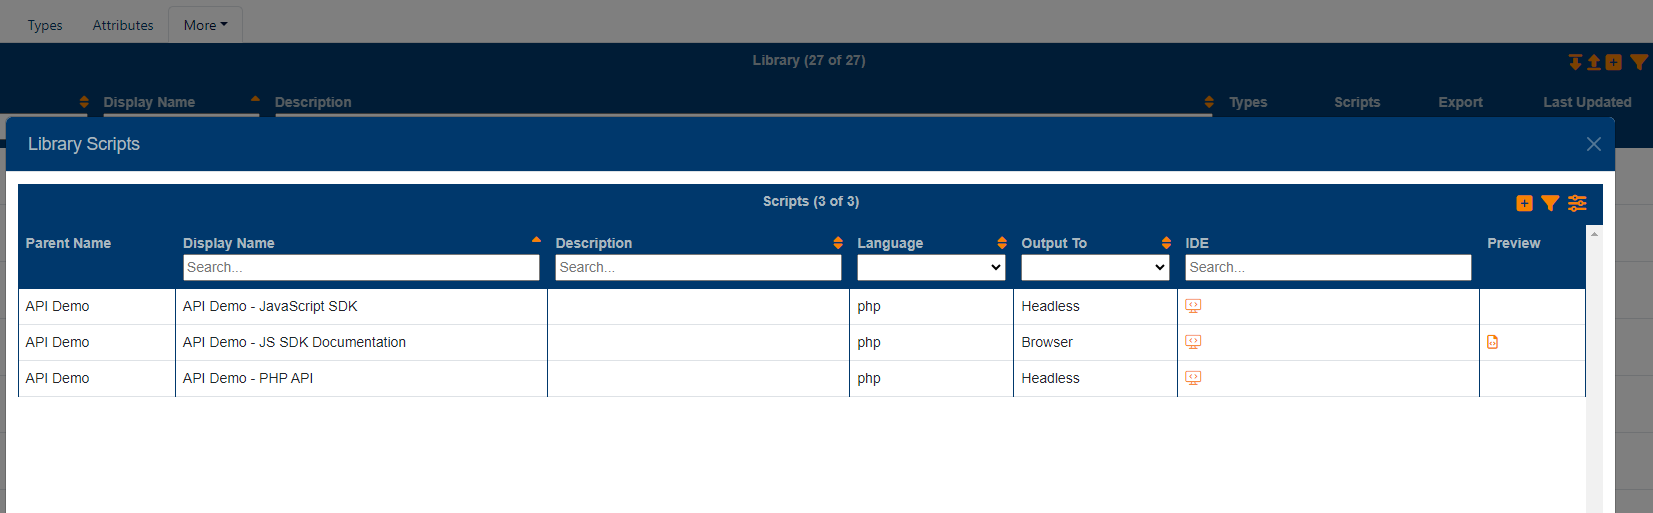 Types Attributes More
Library (27 of 27)
Display Name Description Types Scripts Export Last Updated
Library Scripts
Scripts (3 of 3)
Parent Name Display Name Description Language Output To IDE Preview
Search... Search... Search...
API Demo API Demo - JavaScript SDK php Headless
API Demo API Demo - JS SDK Documentation php Browser
API Demo API Demo - PHP API php Headless